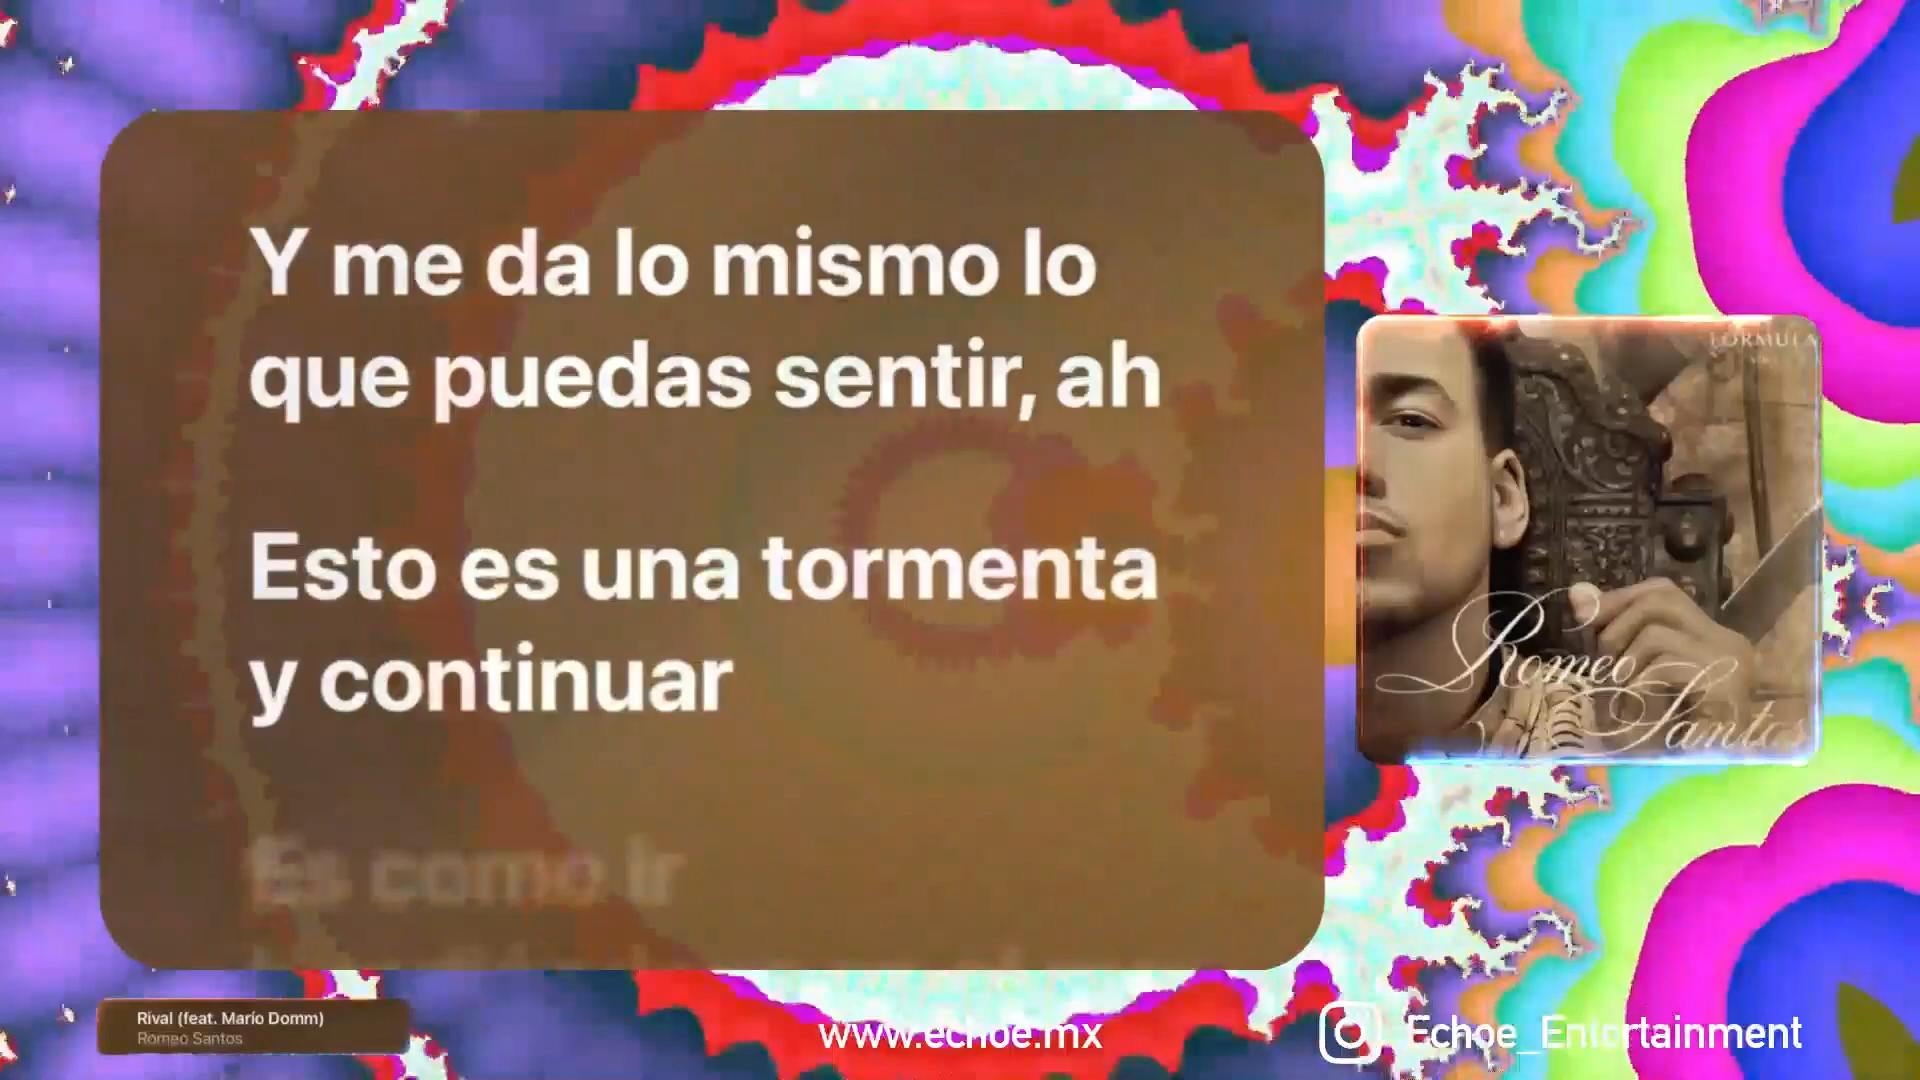 Y me da lo mismo lo
que puedas sentir, ah
Esto es una tormenta
y continuar
Es como ir
FÓRMULA
Romeo
Santos
Rival (feat. Mario Domm)
Romeo Santos
www.echoe.mx
Echoe_Entertainment